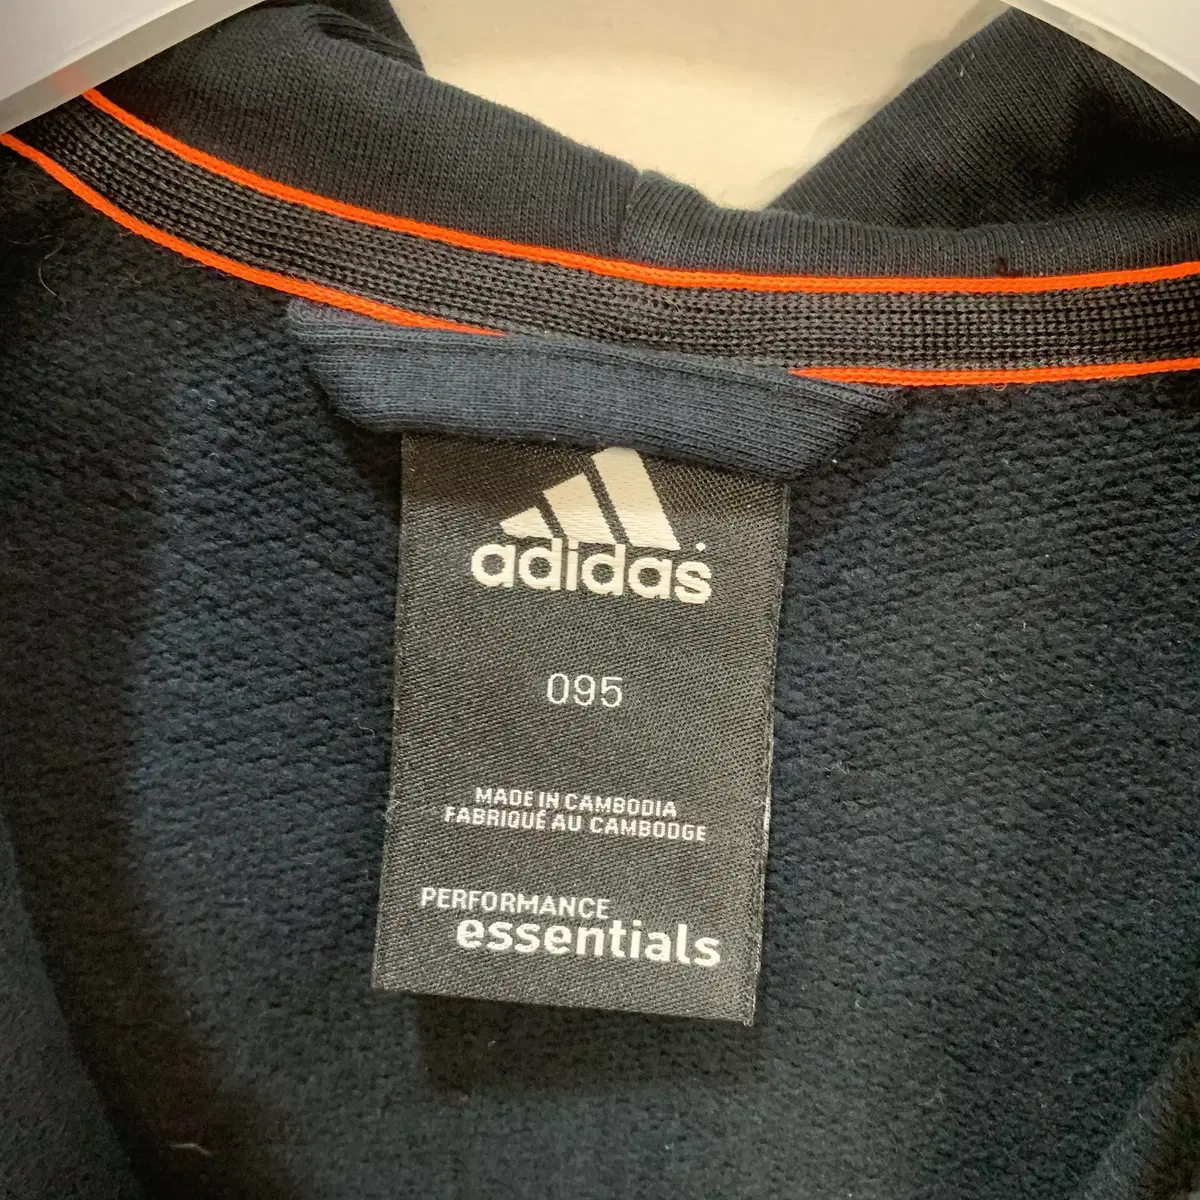 adidas
095
MADE IN CAMBODIA
FABRIQUÉ AU CAMBODGE
PERFORMANCE
essentials